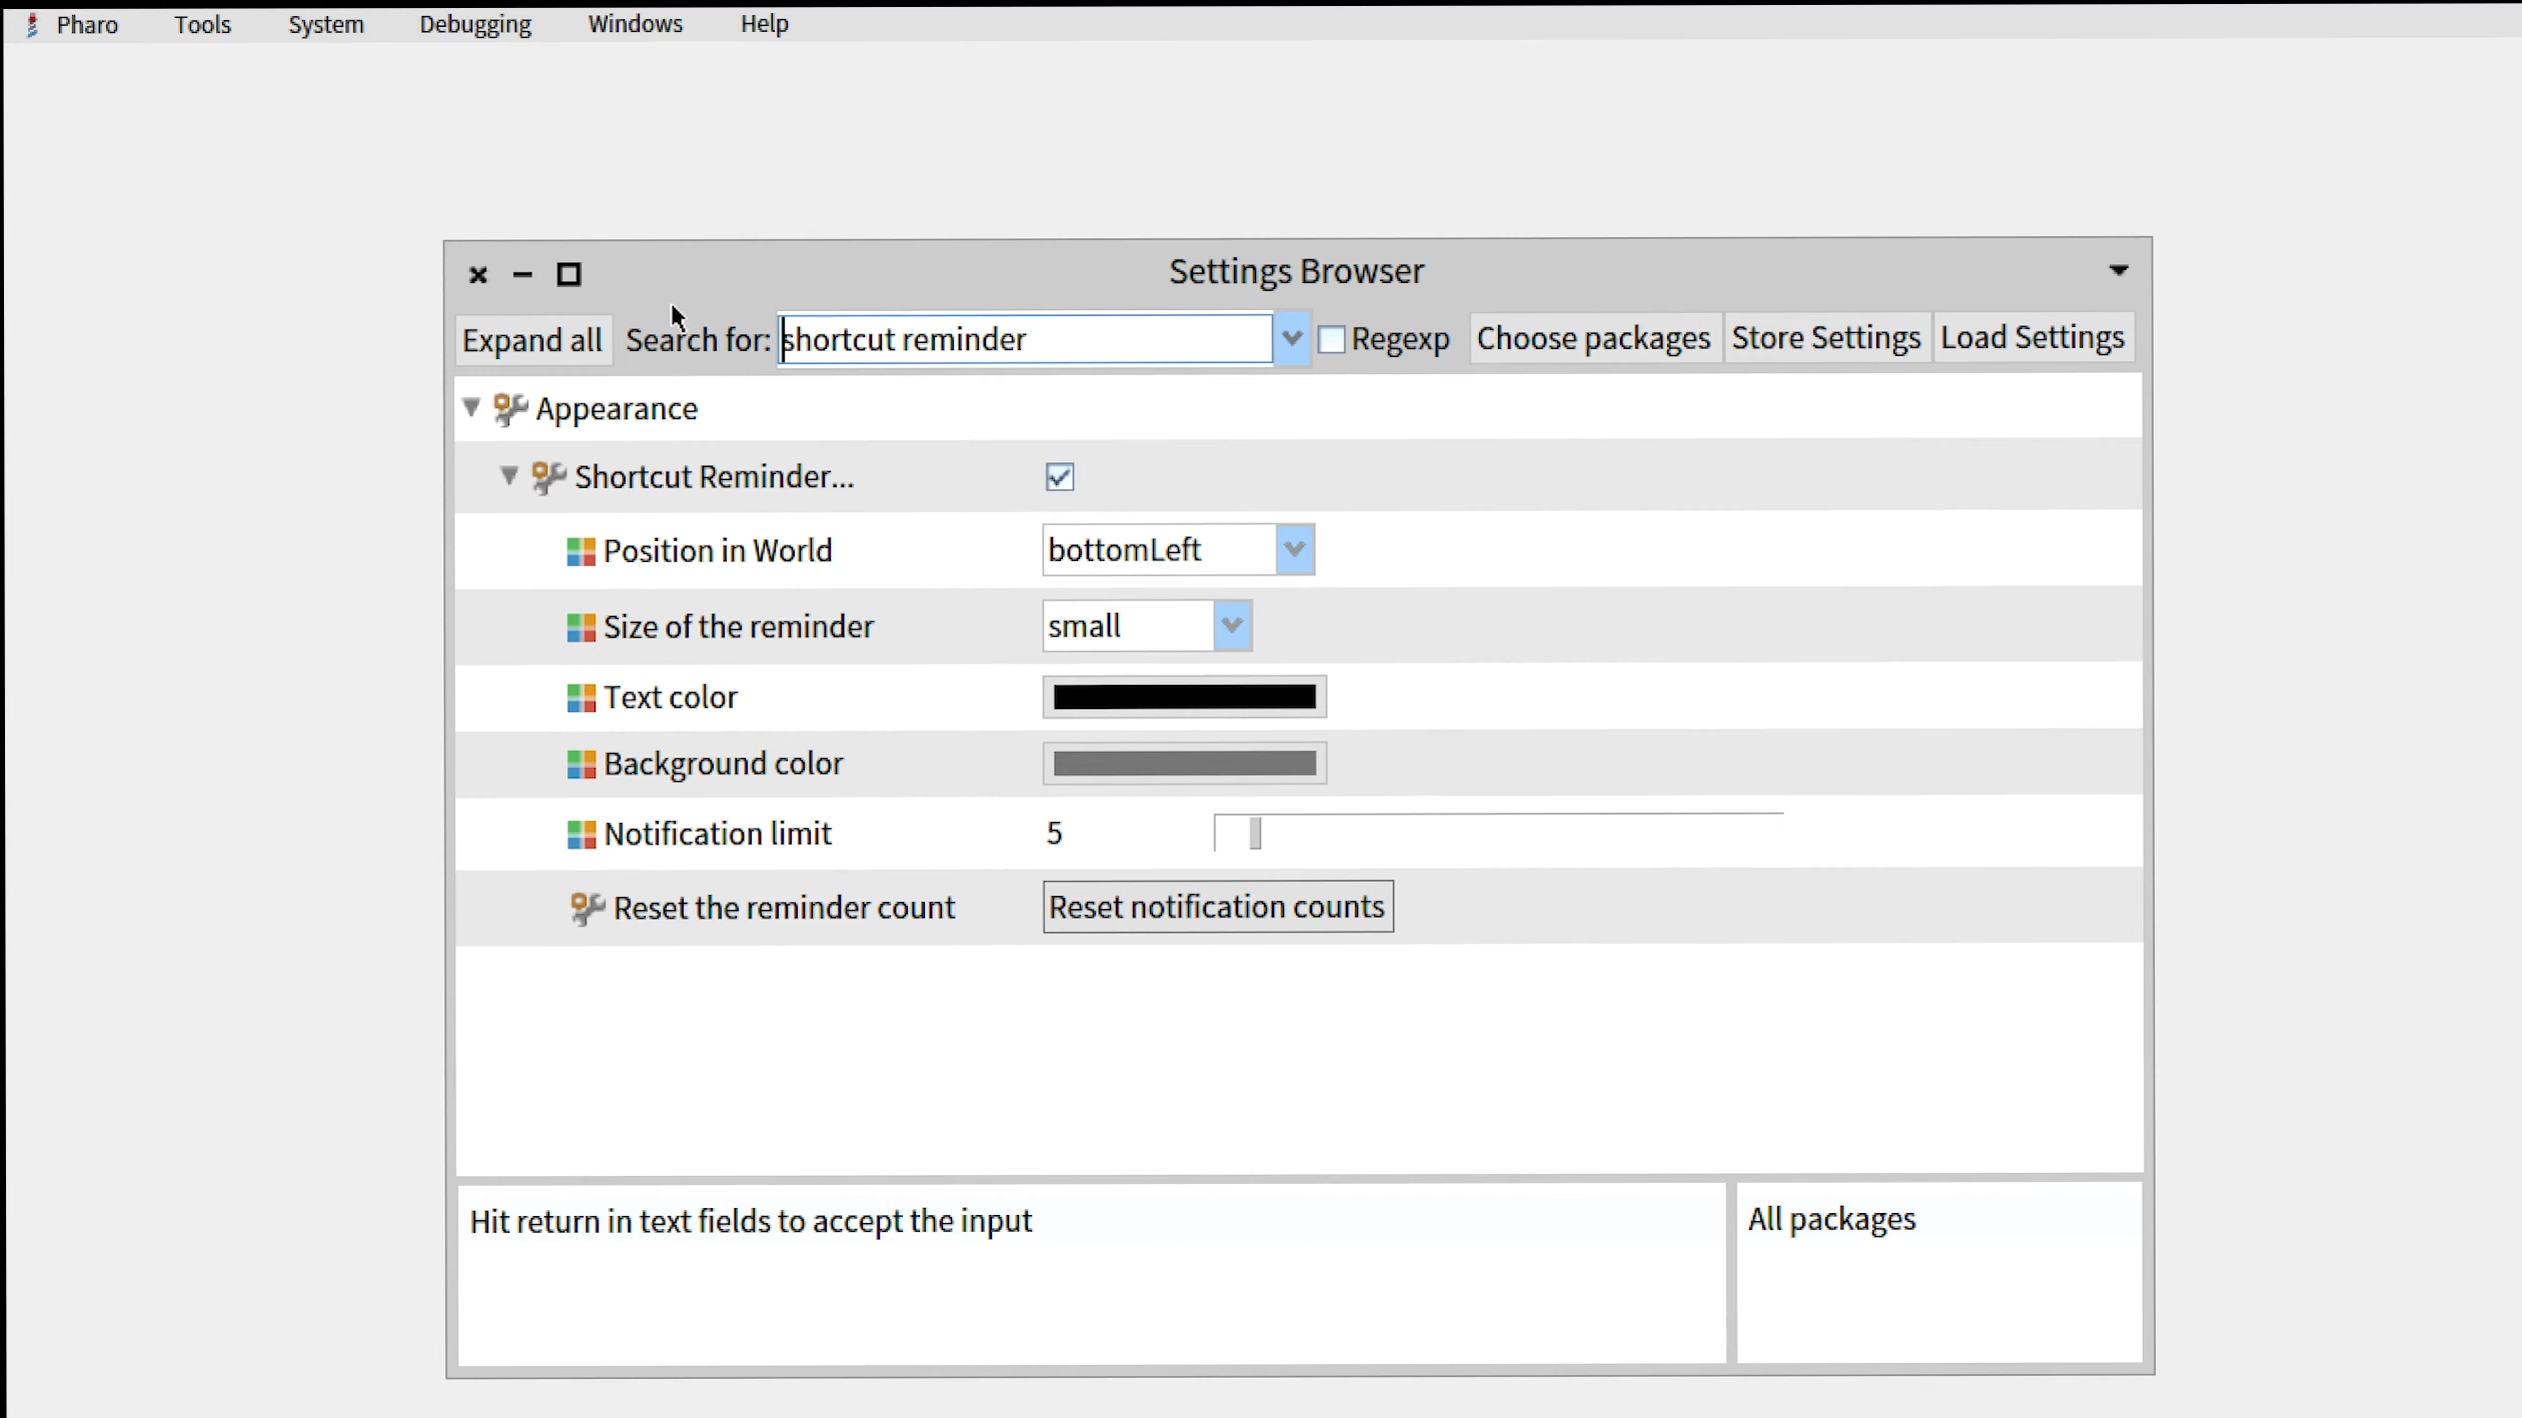 Pharo Tools System Debugging Windows Help
Settings Browser
Expand all Search for: shortcut reminder Regexp Choose packages Store Settings Load Settings
Appearance
Shortcut Reminder...
Position in World bottomLeft
Size of the reminder small
Text color
Background color
Notification limit 5
Reset the reminder count Reset notification counts
Hit return in text fields to accept the input
All packages